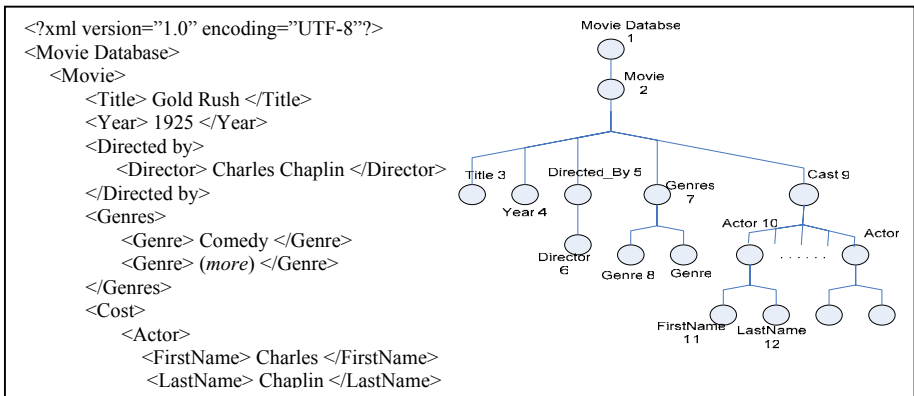 <?xml version=”1.0” encoding=”UTF-8”?>
<Movie Database>
<Movie>
<Title> Gold Rush </Title>
<Year> 1925 </Year>
<Directed by>
<Director> Charles Chaplin </Director>
</Directed by>
<Genres>
<Genre> Comedy </Genre>
<Genre> (more) </Genre>
</Genres>
<Cost>
<Actor>
<FirstName> Charles </FirstName>
<LastName> Chaplin </LastName>
Movie Databse
1
Movie
2
Title 3
Year 4
Directed_By 5
Director
6
Genres
7
Genre 8
Genre
Cast 9
Actor 10
. . . . . .
Actor
FirstName
11
LastName
12